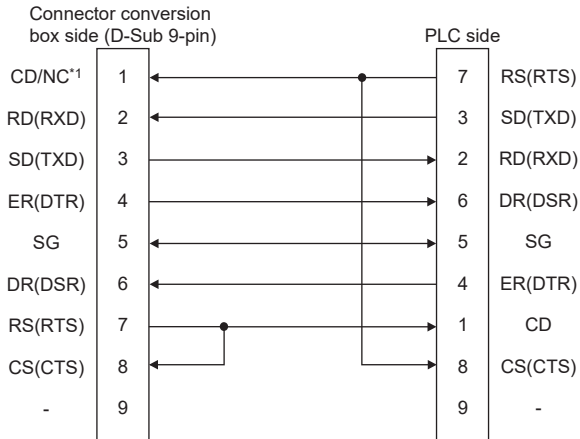 Connector conversion
box side (D-Sub 9-pin) PLC side
CD/NC*1 1 7 RS(RTS)
RD(RXD) 2 3 SD(TXD)
SD(TXD) 3 2 RD(RXD)
ER(DTR) 4 6 DR(DSR)
SG 5 5 SG
DR(DSR) 6 4 ER(DTR)
RS(RTS) 7 1 CD
CS(CTS) 8 8 CS(CTS)
- 9 9 -